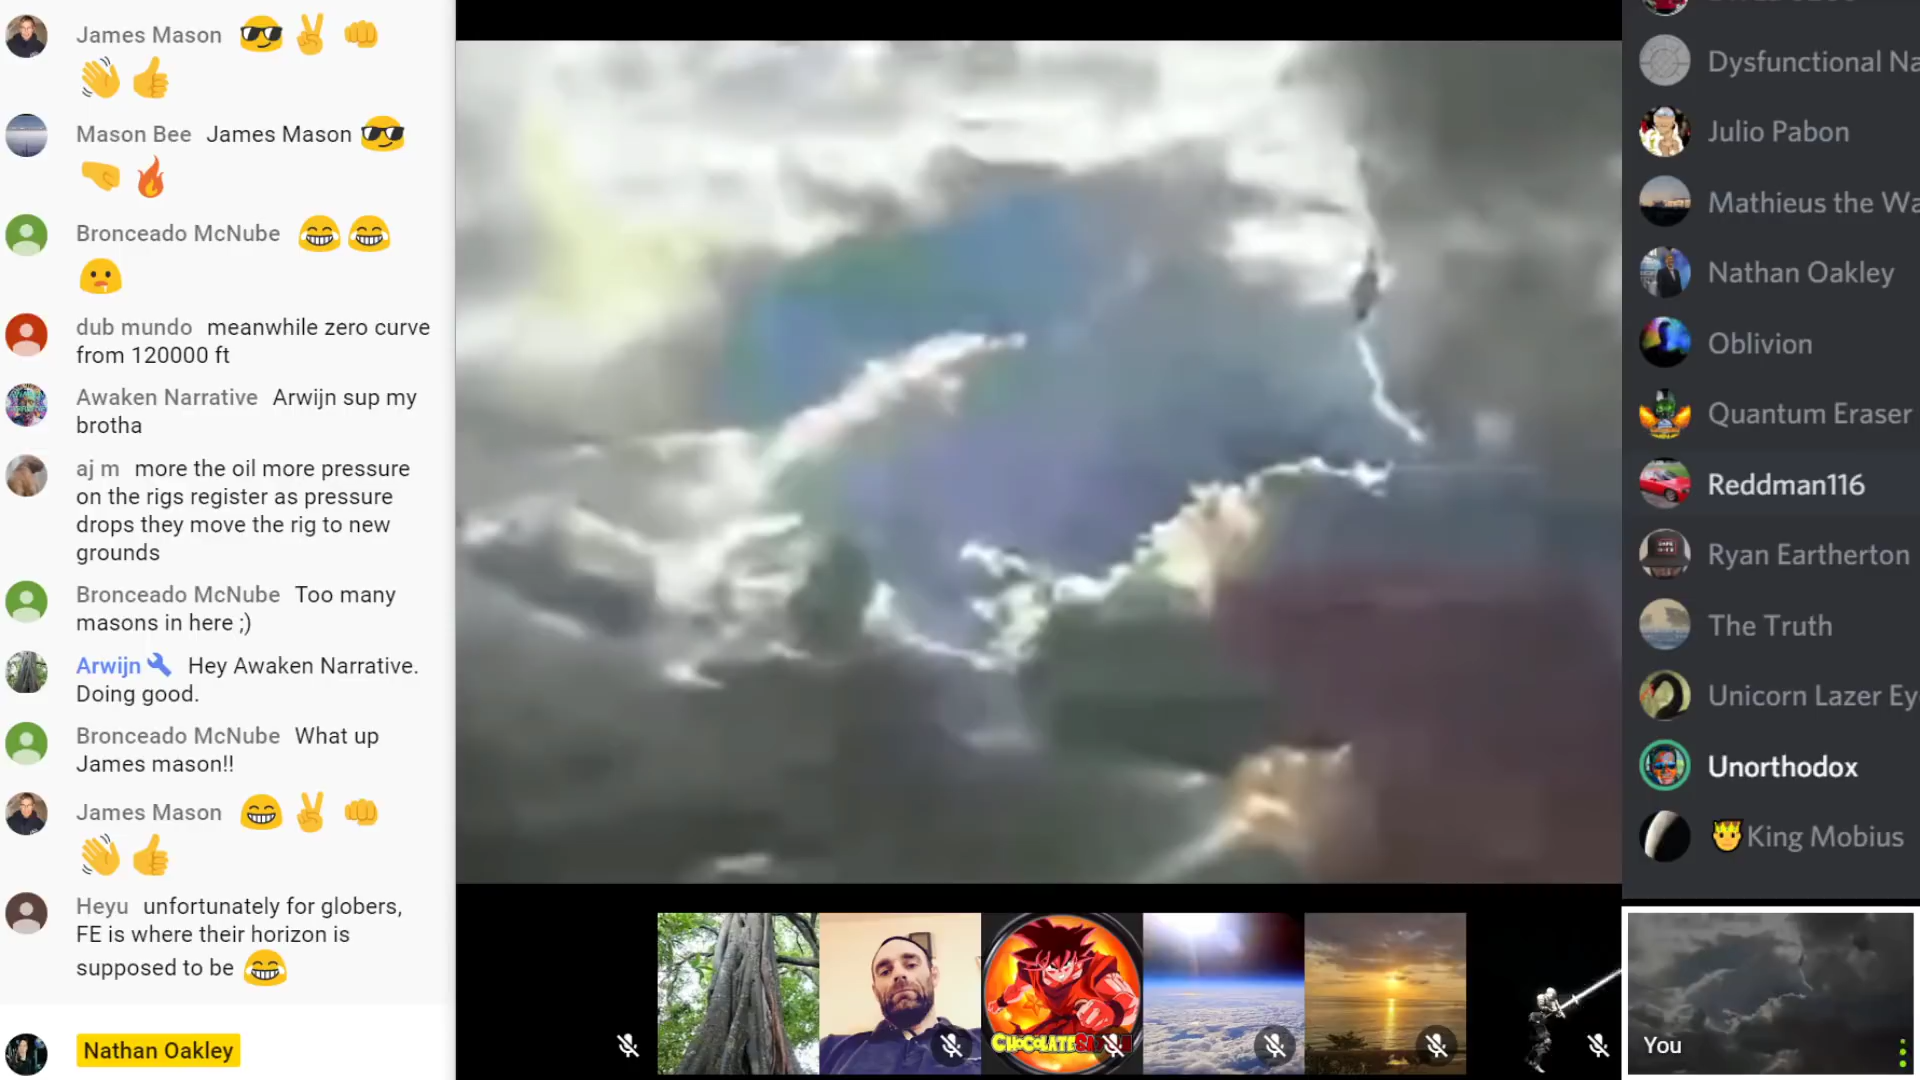 James Mason 😎✌👊
👋👍
Mason Bee James Mason 😎
🤜🔥
Bronceado McNube 😂😂
🤤
dub mundo meanwhile zero curve
from 120000 ft
Awaken Narrative Arwijn sup my
brotha
aj m more the oil more pressure
on the rigs register as pressure
drops they move the rig to new
grounds
Bronceado McNube Too many
masons in here ;)
Arwijn Hey Awaken Narrative.
Doing good.
Bronceado McNube What up
James mason!!
James Mason 😁✌👊
👋👍
Heyu unfortunately for globers,
FE is where their horizon is
supposed to be 😂
Nathan Oakley
Dysfunctional Na
Julio Pabon
Mathieus the Wa
Nathan Oakley
Oblivion
Quantum Eraser
Reddman116
Ryan Eartherton
The Truth
Unicorn Lazer Ey
Unorthodox
🤴King Mobius
You